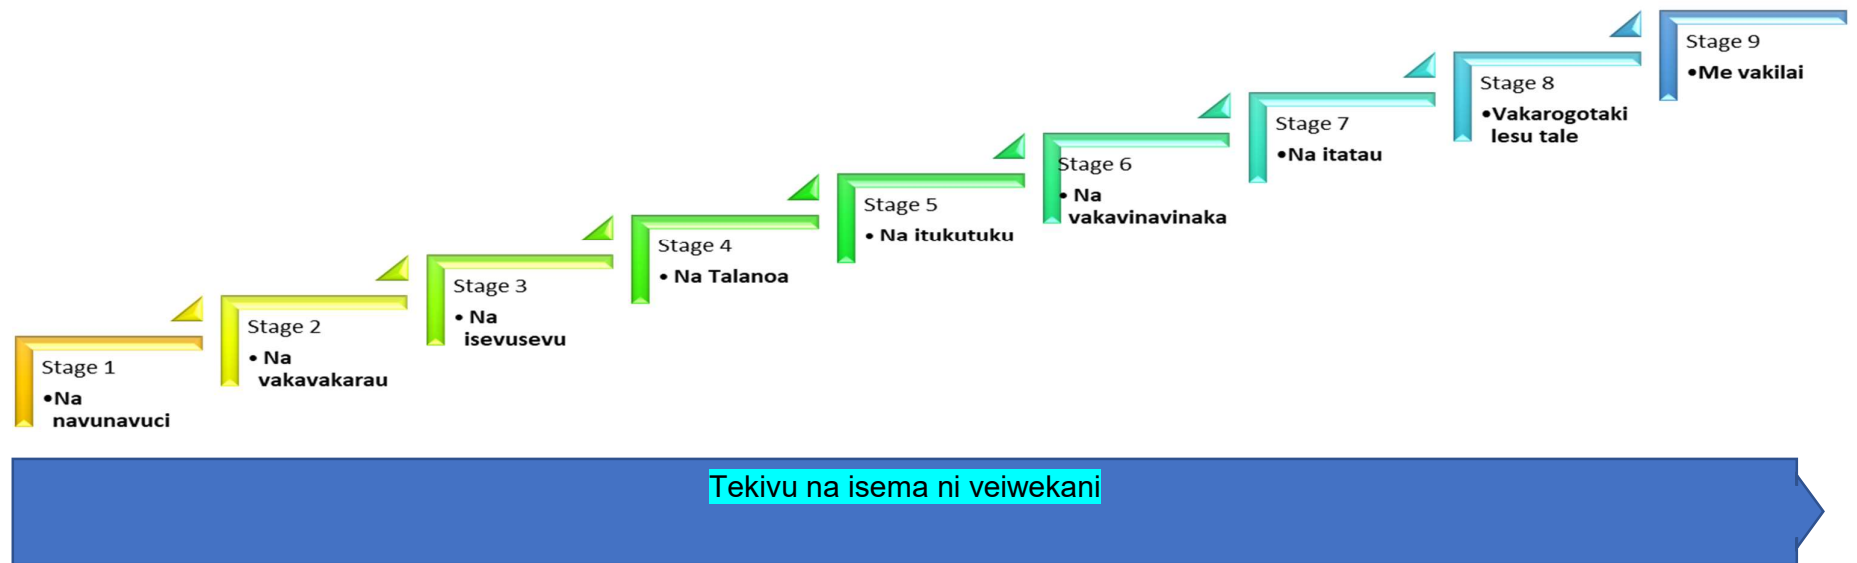 Stage 1
•Na
navunavuci
Stage 2
• Na
vakavakarau
Stage 3
• Na
isevusevu
Stage 4
• Na Talanoa
Stage 5
• Na itukutuku
Stage 6
• Na
vakavinavinaka
Stage 7
•Na itatau
Stage 8
•Vakarogotaki
lesu tale
Stage 9
•Me vakilai
Tekivu na isema ni veiwekani